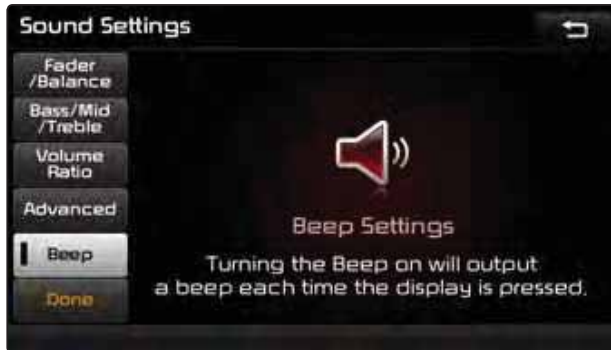 Sound Settings
Fader
/Balance
Bass/Mid
/Treble
Volume
Ratio
Advanced
Beep
Done
Beep Settings
Turning the Beep on will output
a beep each time the display is pressed.